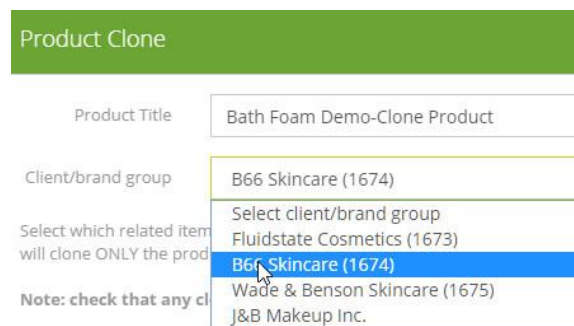 Product Clone
Product Title
Bath Foam Demo-Clone Product
Client/brand group
B66 Skincare (1674)
Select client/brand group
Fluidstate Cosmetics (1673)
B66 Skincare (1674)
Wade & Benson Skincare (1675)
J&B Makeup Inc.
Select which related item
will clone ONLY the prod
Note: check that any cl